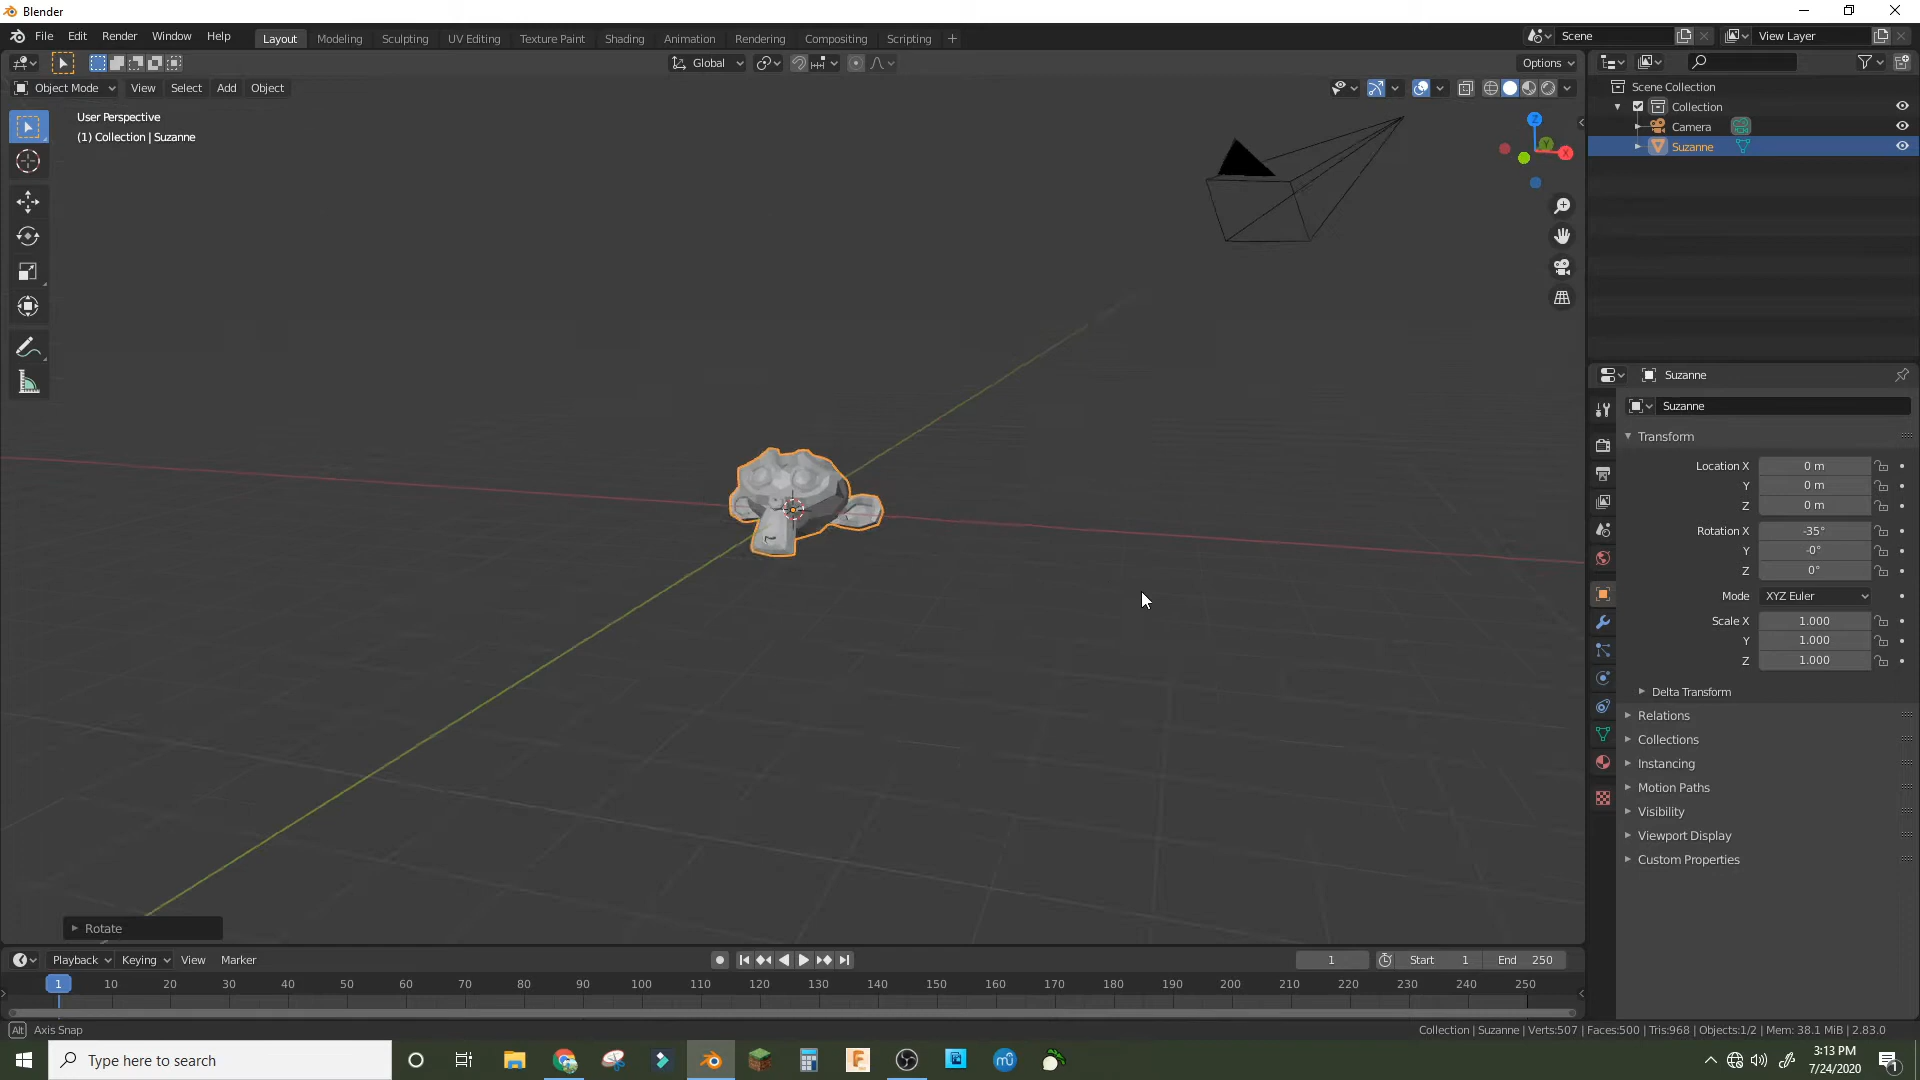 Blender
File Edit Render Window Help
Layout Modeling Sculpting UV Editing Texture Paint Shading Animation Rendering Compositing Scripting +
Scene
View Layer
Global
Options
Object Mode View Select Add Object
User Perspective
(1) Collection | Suzanne
Z
Y
X
Scene Collection
Collection
Camera
Suzanne
Suzanne
Suzanne
Transform
Location X 0 m
Y 0 m
Z 0 m
Rotation X -35°
Y -0°
Z 0°
Mode XYZ Euler
Scale X 1.000
Y 1.000
Z 1.000
Delta Transform
Relations
Collections
Instancing
Motion Paths
Visibility
Viewport Display
Custom Properties
Rotate
Playback Keying View Marker
1 Start 1 End 250
1 10 20 30 40 50 60 70 80 90 100 110 120 130 140 150 160 170 180 190 200 210 220 230 240 250
Alt Axis Snap
Collection | Suzanne | Verts:507 | Faces:500 | Tris:968 | Objects:1/2 | Mem: 38.1 MiB | 2.83.0
Type here to search
F
mu
3:13 PM
7/24/2020
1